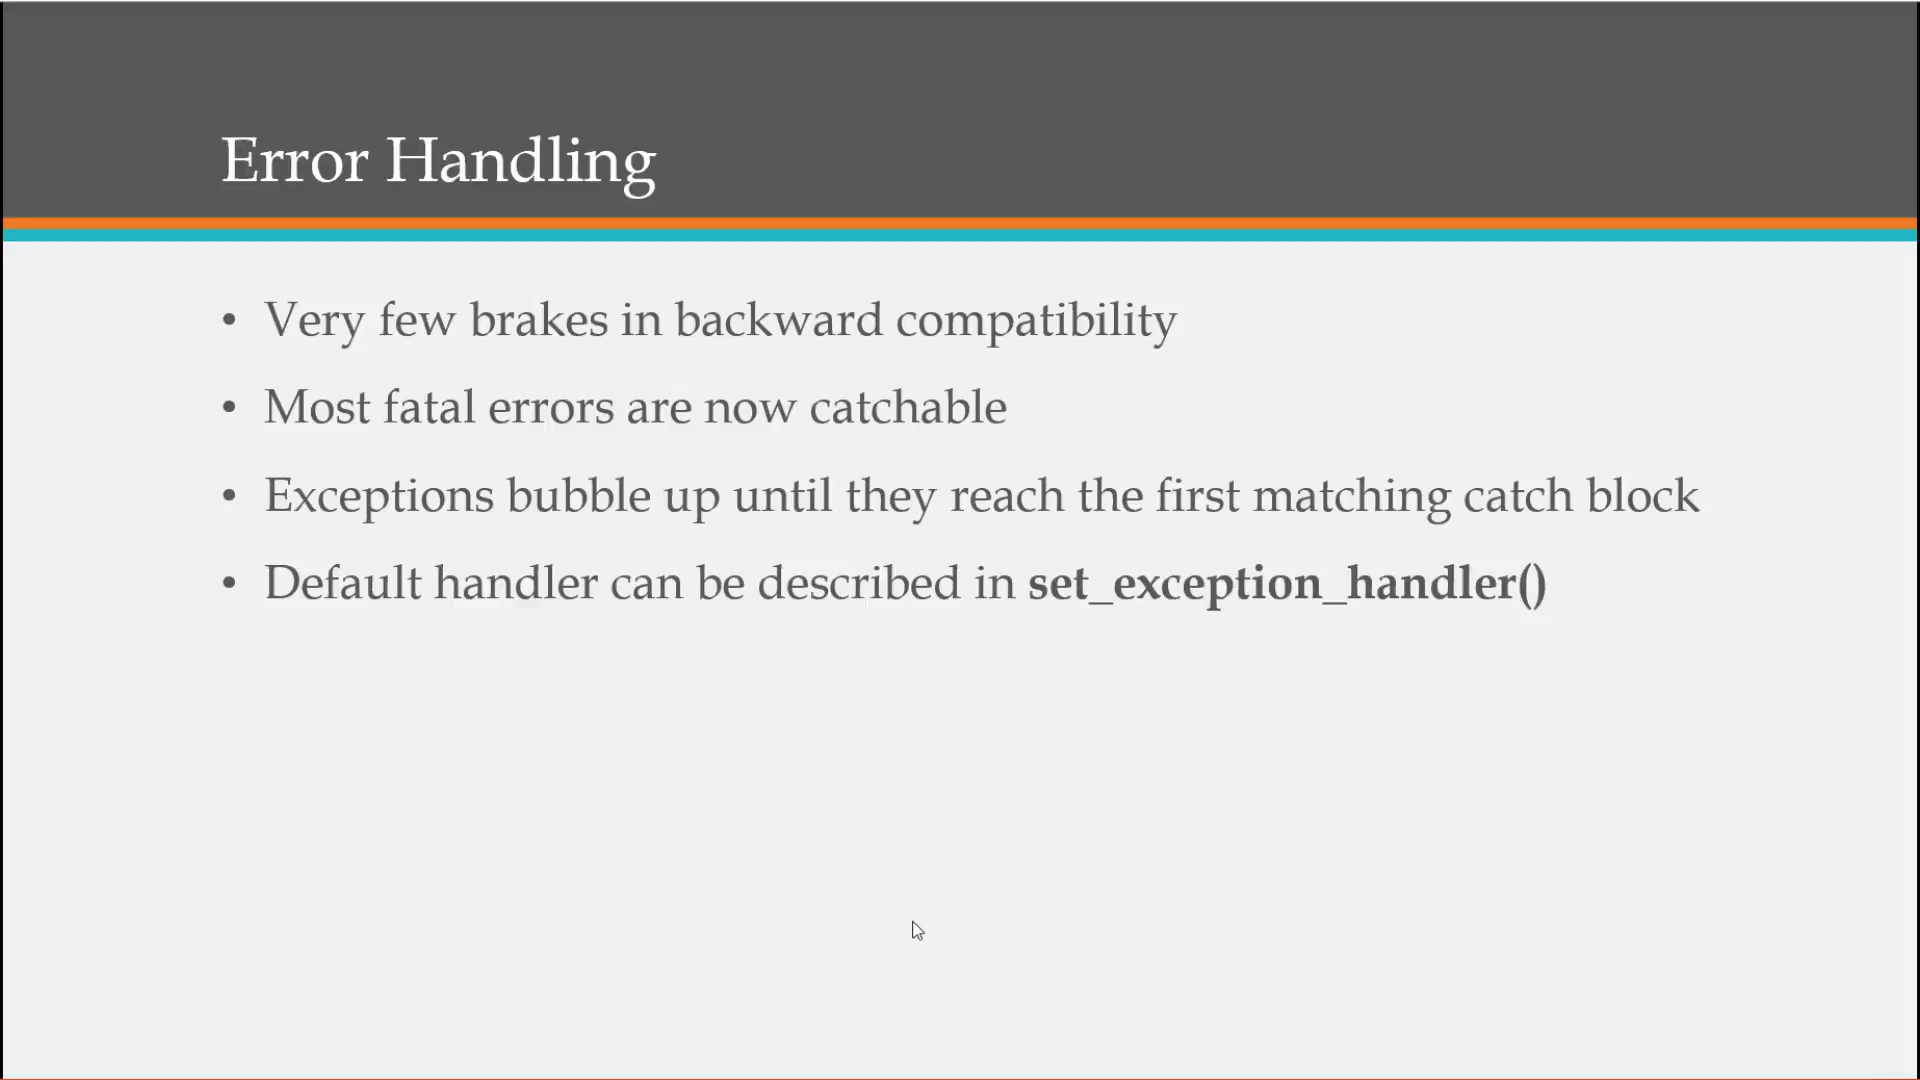 Error Handling
• Very few brakes in backward compatibility
• Most fatal errors are now catchable
• Exceptions bubble up until they reach the first matching catch block
• Default handler can be described in set_exception_handler()